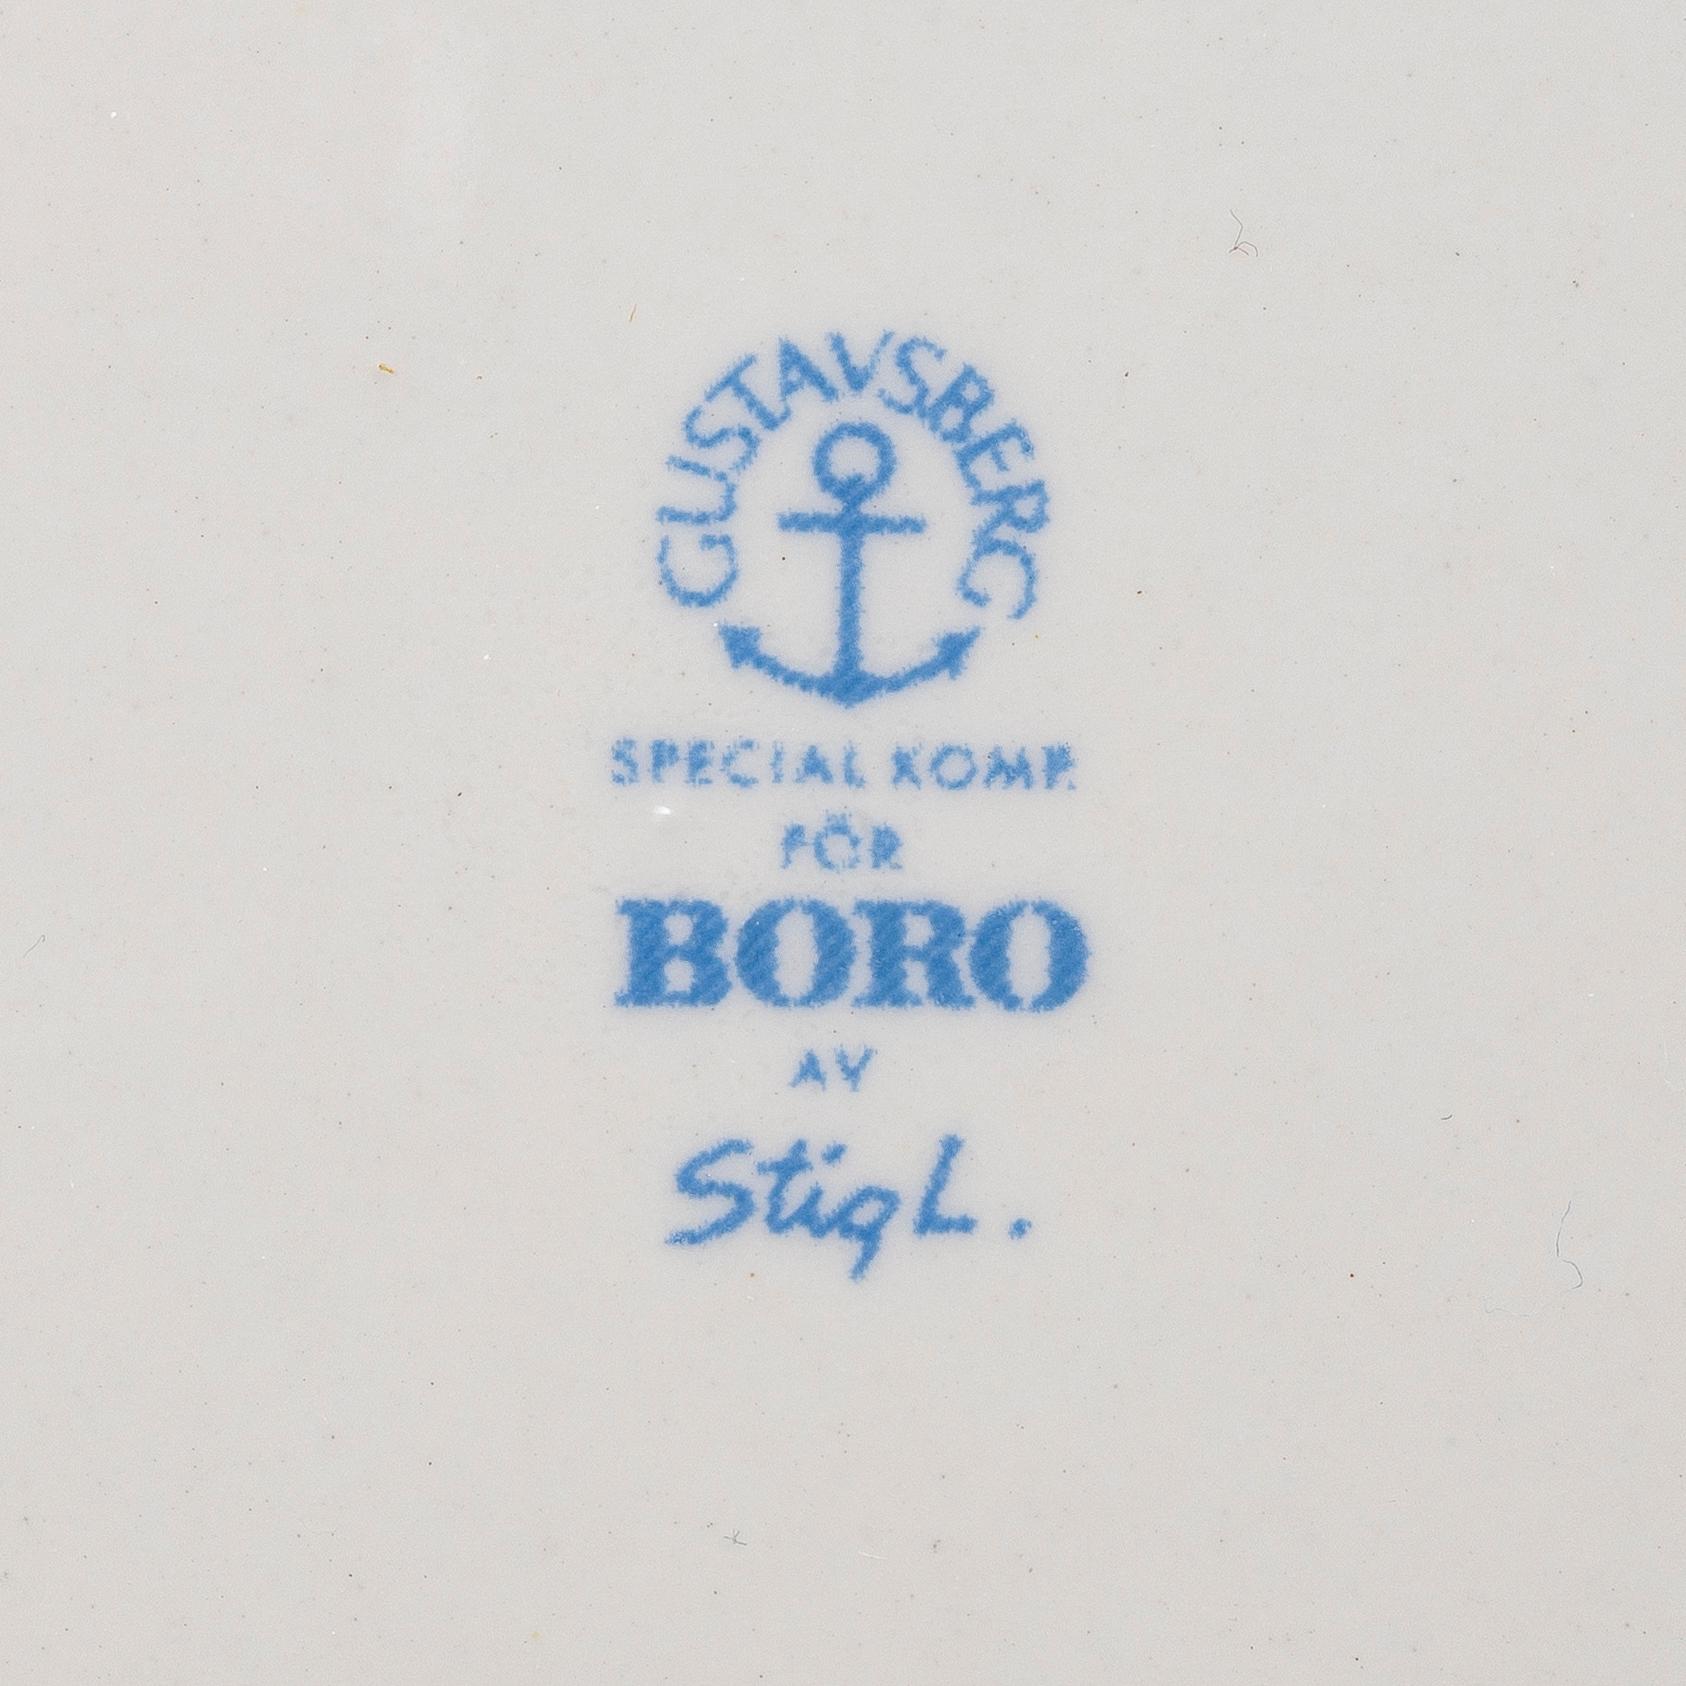 GUSTAVSBERG
SPECIAL KOMP.
FÖR
BORO
AV
Stig L.